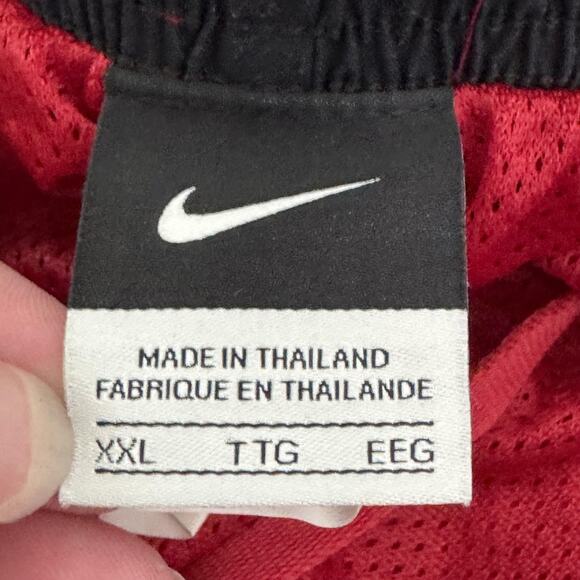 MADE IN THAILAND
FABRIQUE EN THAILANDE
XXL TTG EEG